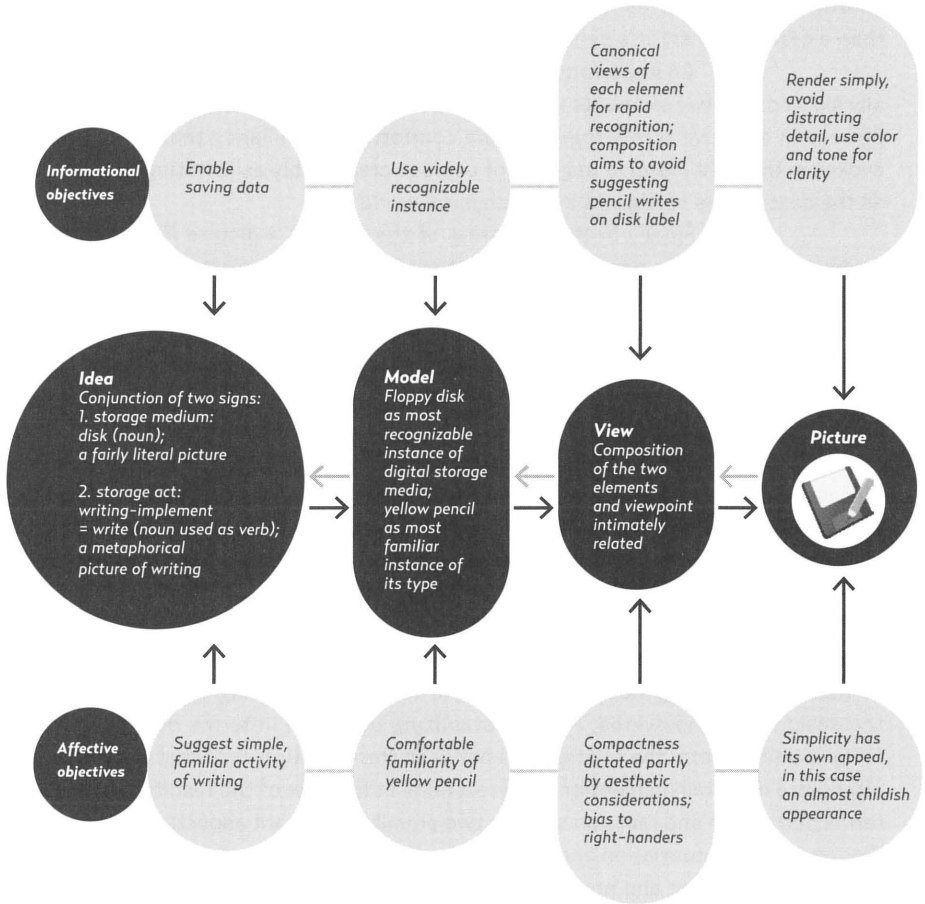 Informational
objectives
Enable
saving data
Use widely
recognizable
instance
Canonical
views of
each element
for rapid
recognition;
composition
aims to avoid
suggesting
pencil writes
on disk label
Render simply,
avoid
distracting
detail, use color
and tone for
clarity
Idea
Conjunction of two signs:
1. storage medium:
disk (noun);
a fairly literal picture
2. storage act:
writing-implement
= write (noun used as verb);
a metaphorical
picture of writing
Model
Floppy disk
as most
recognizable
instance of
digital storage
media;
yellow pencil
as most
familiar
instance of
its type
View
Composition
of the two
elements
and viewpoint
intimately
related
Picture
Affective
objectives
Suggest simple,
familiar activity
of writing
Comfortable
familiarity of
yellow pencil
Compactness
dictated partly
by aesthetic
considerations;
bias to
right-handers
Simplicity has
its own appeal,
in this case
an almost childish
appearance